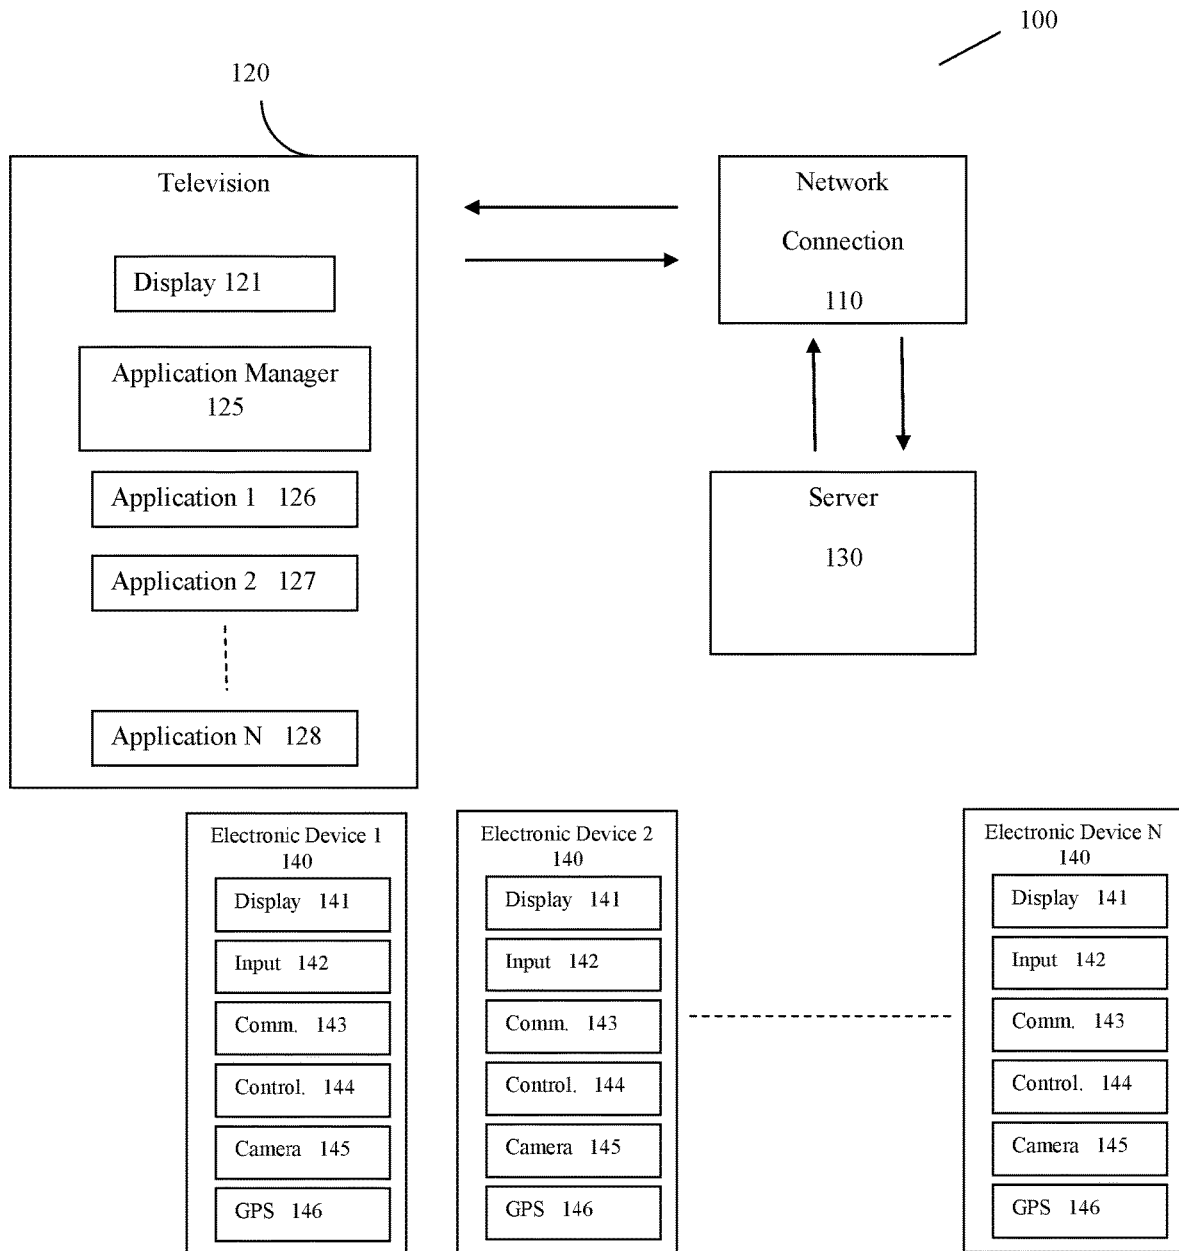 100
120
Television
Display 121
Application Manager
125
Application 1 126
Application 2 127
Application N 128
Network
Connection
110
Server
130
Electronic Device 1
140
Display 141
Input 142
Comm. 143
Control. 144
Camera 145
GPS 146
Electronic Device 2
140
Display 141
Input 142
Comm. 143
Control. 144
Camera 145
GPS 146
Electronic Device N
140
Display 141
Input 142
Comm. 143
Control. 144
Camera 145
GPS 146